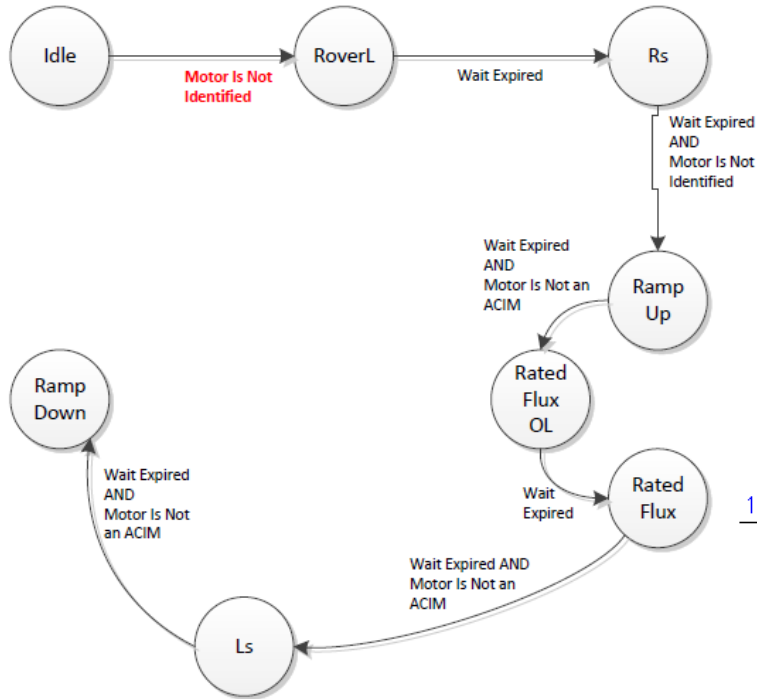 Idle
Motor Is Not
Identified
RoverL
Wait Expired
Rs
Wait Expired
AND
Motor Is Not
Identified
Ramp
Up
Wait Expired
AND
Motor Is Not an
ACIM
Rated
Flux
OL
Wait
Expired
Rated
Flux
1
Wait Expired AND
Motor Is Not an
ACIM
Ls
Wait Expired
AND
Motor Is Not
an ACIM
Ramp
Down